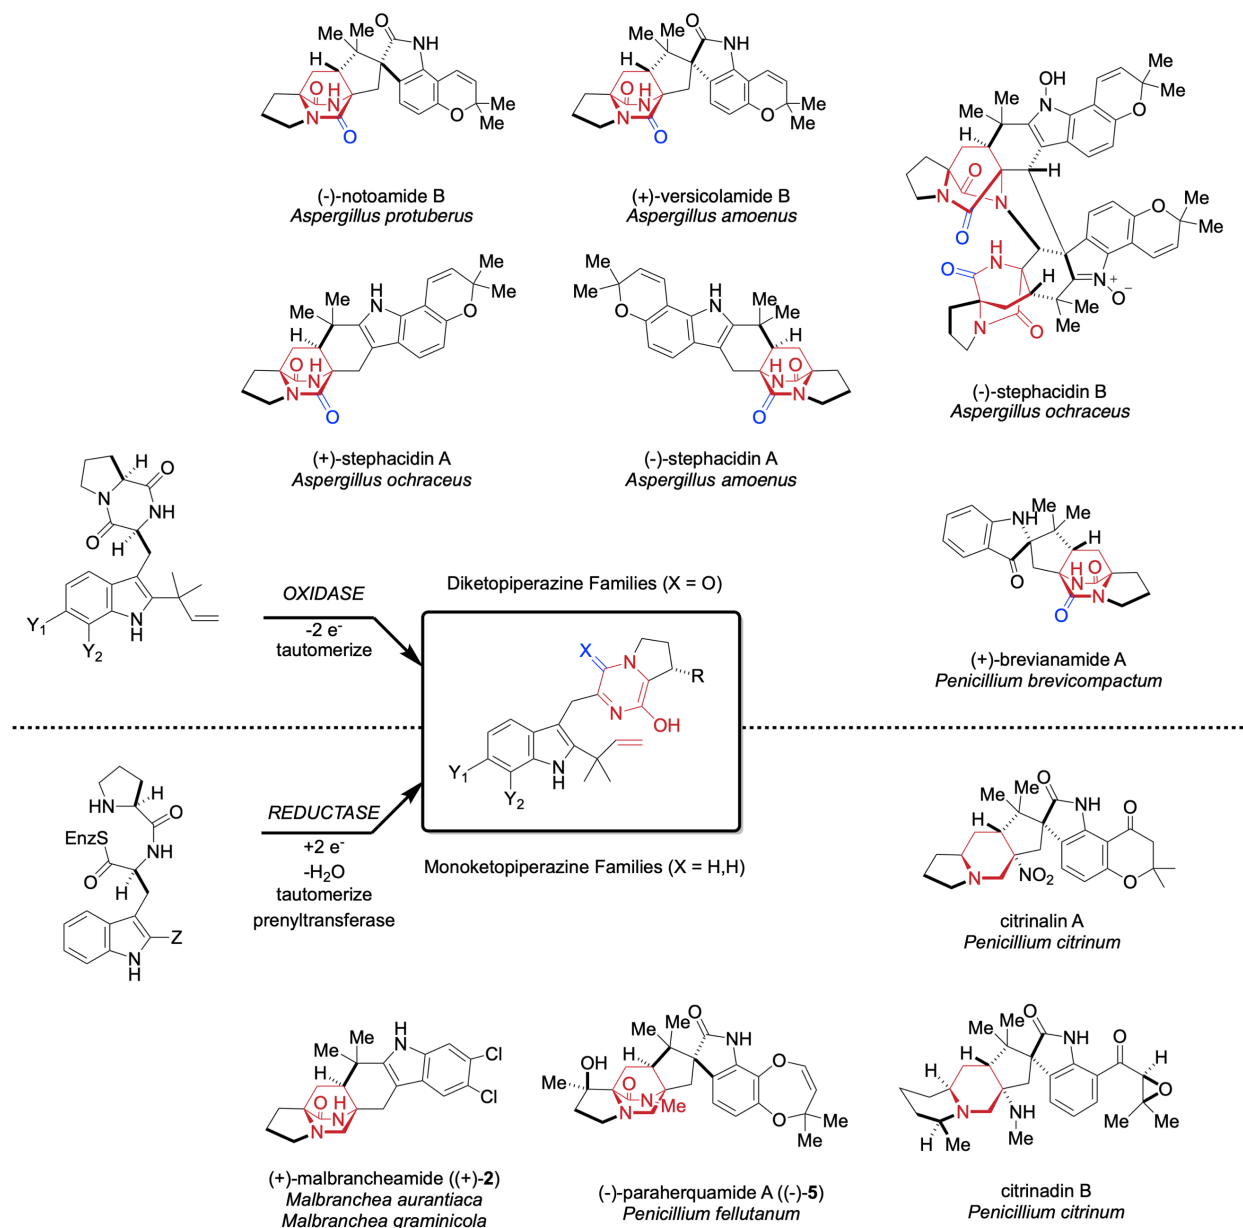 (-)-notoamide B
Aspergillus protuberus
(+)-versicolamide B
Aspergillus amoenus
(+)-stephacidin A
Aspergillus ochraceus
(-)-stephacidin A
Aspergillus amoenus
(-)-stephacidin B
Aspergillus ochraceus
OXIDASE
-2 e⁻
tautomerize
Diketopiperazine Families (X = O)
(+)-brevianamide A
Penicillium brevicompactum
REDUCTASE
+2 e⁻
-H₂O
tautomerize
prenyltransferase
Monoketopiperazine Families (X = H,H)
citrinalin A
Penicillium citrinum
(+)-malbrancheamide ((+)-2)
Malbranchea aurantiaca
Malbranchea graminicola
(-)-paraherquamide A ((-)-5)
Penicillium fellutanum
citrinadin B
Penicillium citrinum